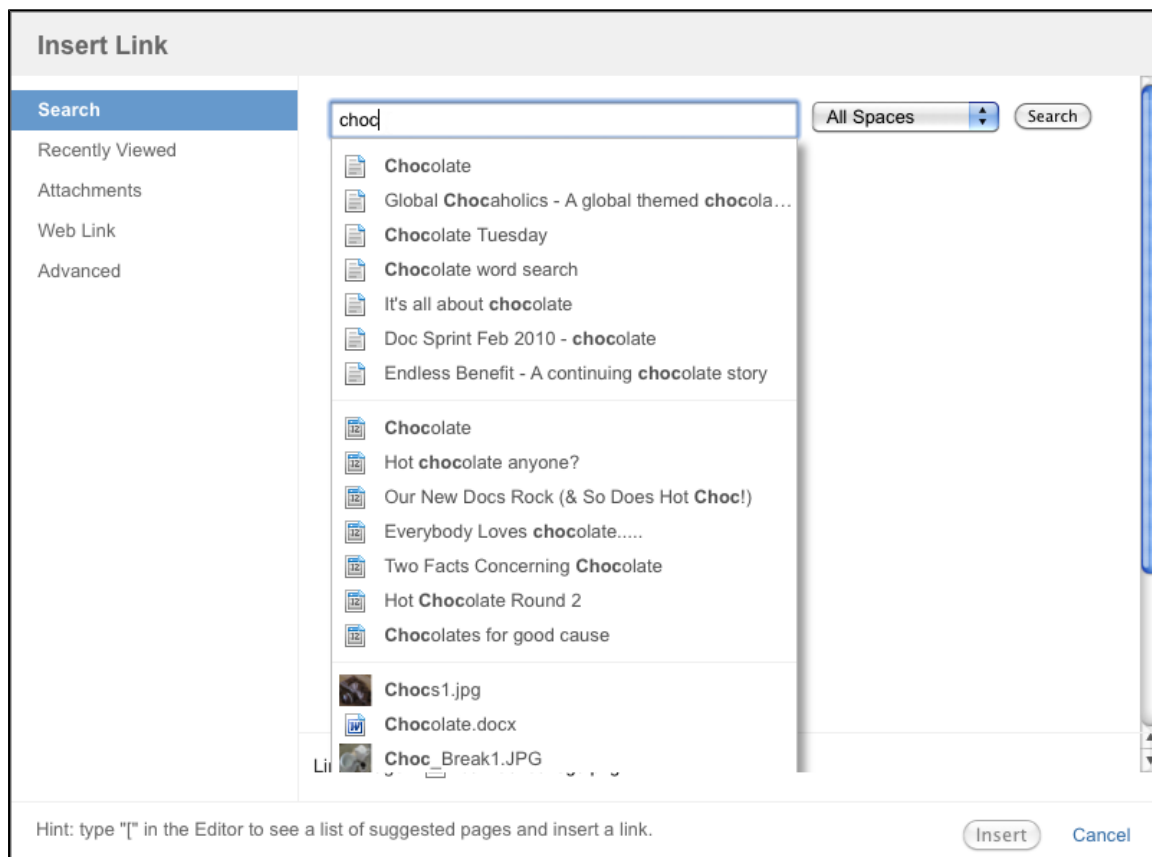 Insert Link
Search
Recently Viewed
Attachments
Web Link
Advanced
choc
All Spaces
Search
Chocolate
Global Chocaholics - A global themed chocola...
Chocolate Tuesday
Chocolate word search
It's all about chocolate
Doc Sprint Feb 2010 - chocolate
Endless Benefit - A continuing chocolate story
Chocolate
Hot chocolate anyone?
Our New Docs Rock (& So Does Hot Choc!)
Everybody Loves chocolate.....
Two Facts Concerning Chocolate
Hot Chocolate Round 2
Chocolates for good cause
Chocs1.jpg
Chocolate.docx
Choc_Break1.JPG
Hint: type "[" in the Editor to see a list of suggested pages and insert a link.
Insert
Cancel